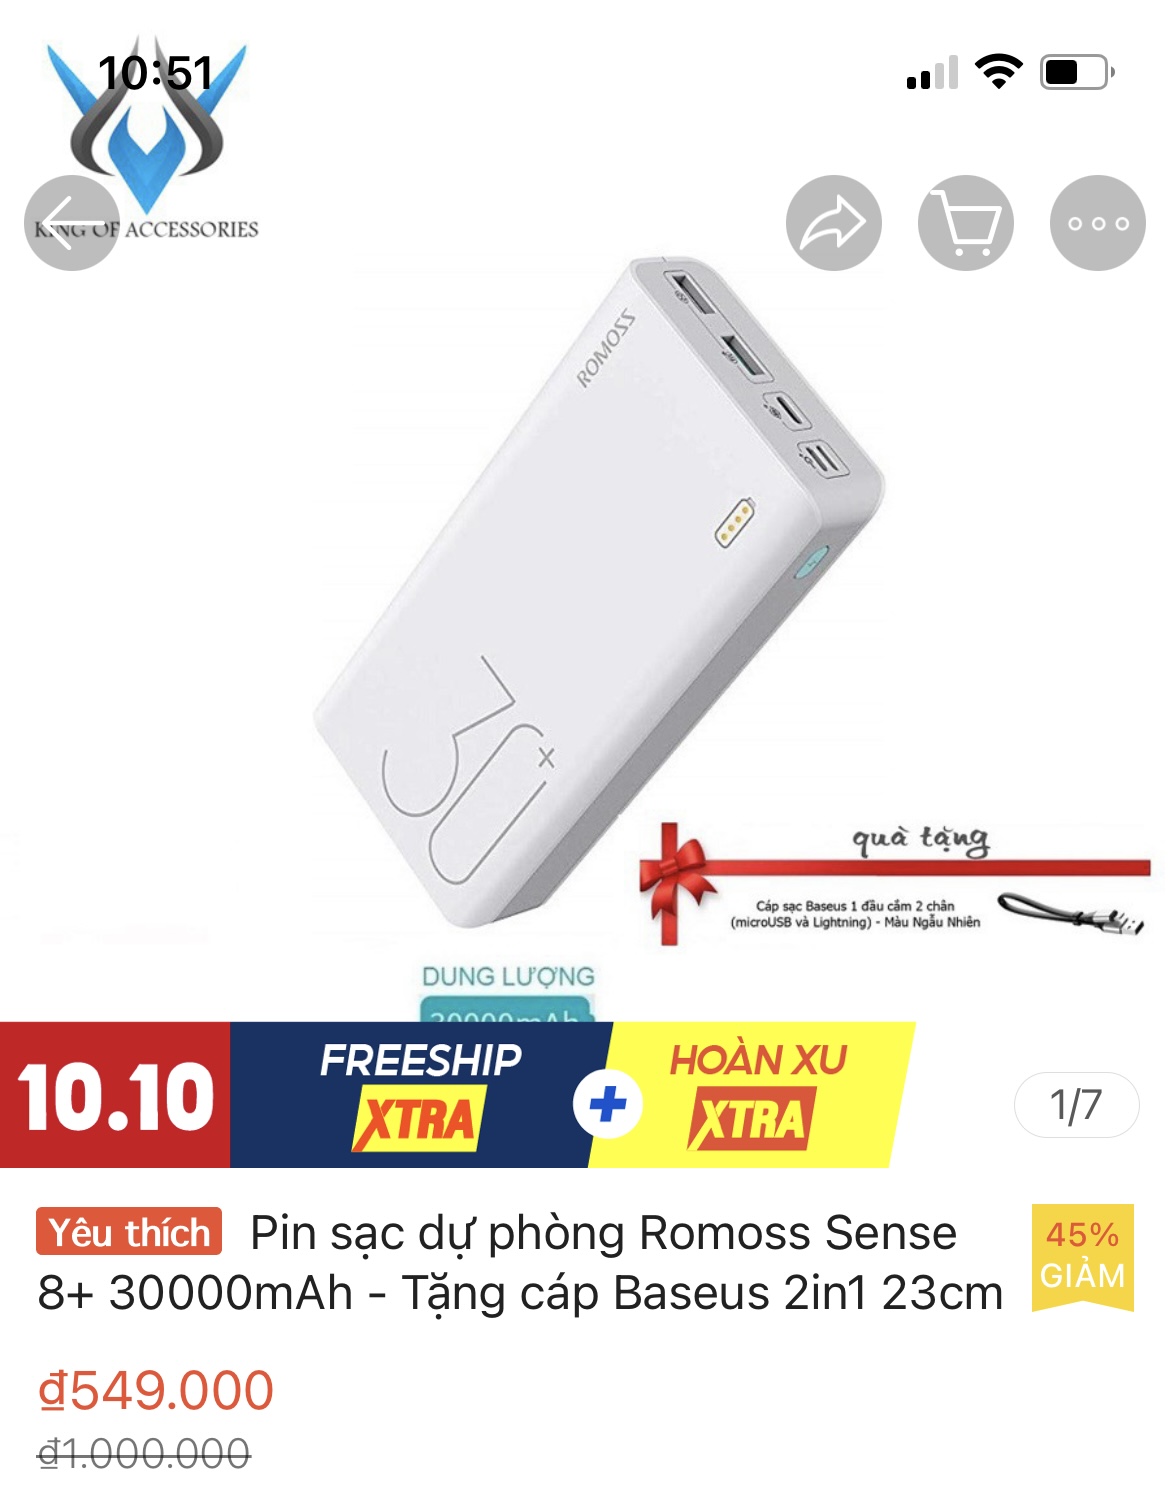 10:51
KING OF ACCESSORIES
ROMOSS
30+
quà tặng
Cáp sạc Baseus 1 đầu cắm 2 chân
(microUSB và Lightning) - Màu Ngẫu Nhiên
DUNG LƯỢNG
30000mAh
10.10
FREESHIP
XTRA
+
HOÀN XU
XTRA
1/7
Yêu thích Pin sạc dự phòng Romoss Sense
8+ 30000mAh - Tặng cáp Baseus 2in1 23cm
45%
GIẢM
₫549.000
₫1.000.000